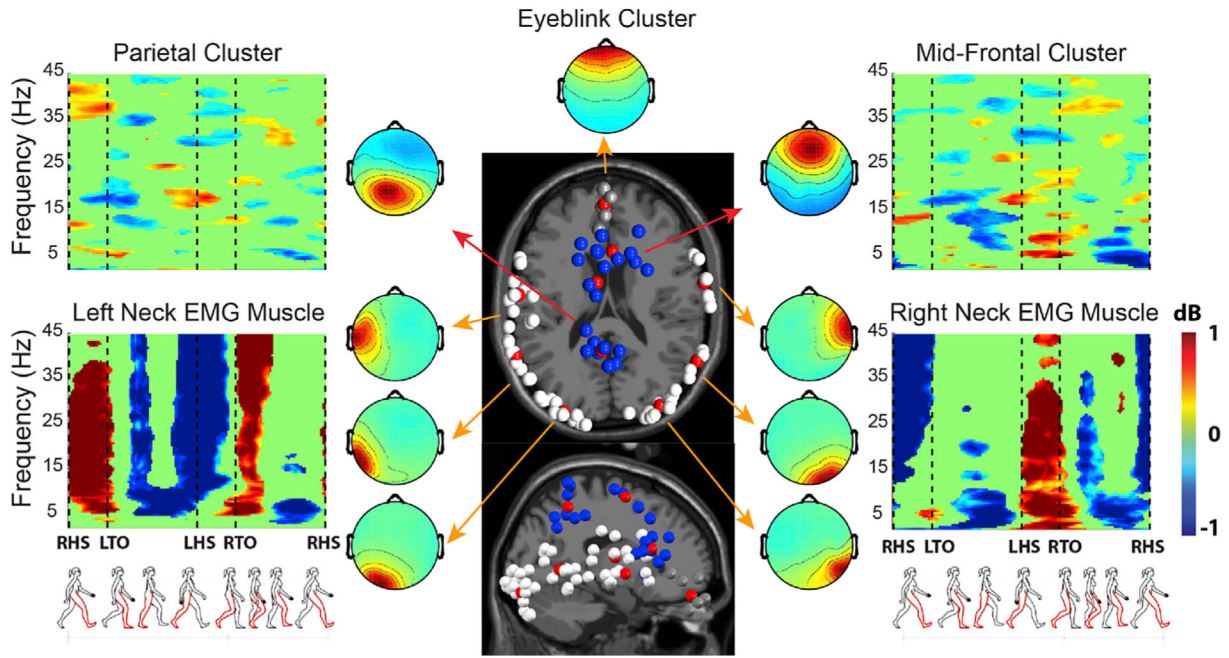 Eyeblink Cluster
Parietal Cluster
Mid-Frontal Cluster
Frequency (Hz)
45
35
25
15
5
45
35
25
15
5
Left Neck EMG Muscle
Right Neck EMG Muscle
dB
Frequency (Hz)
45
35
25
15
5
45
35
25
15
5
1
0
-1
RHS LTO LHS RTO RHS
RHS LTO LHS RTO RHS